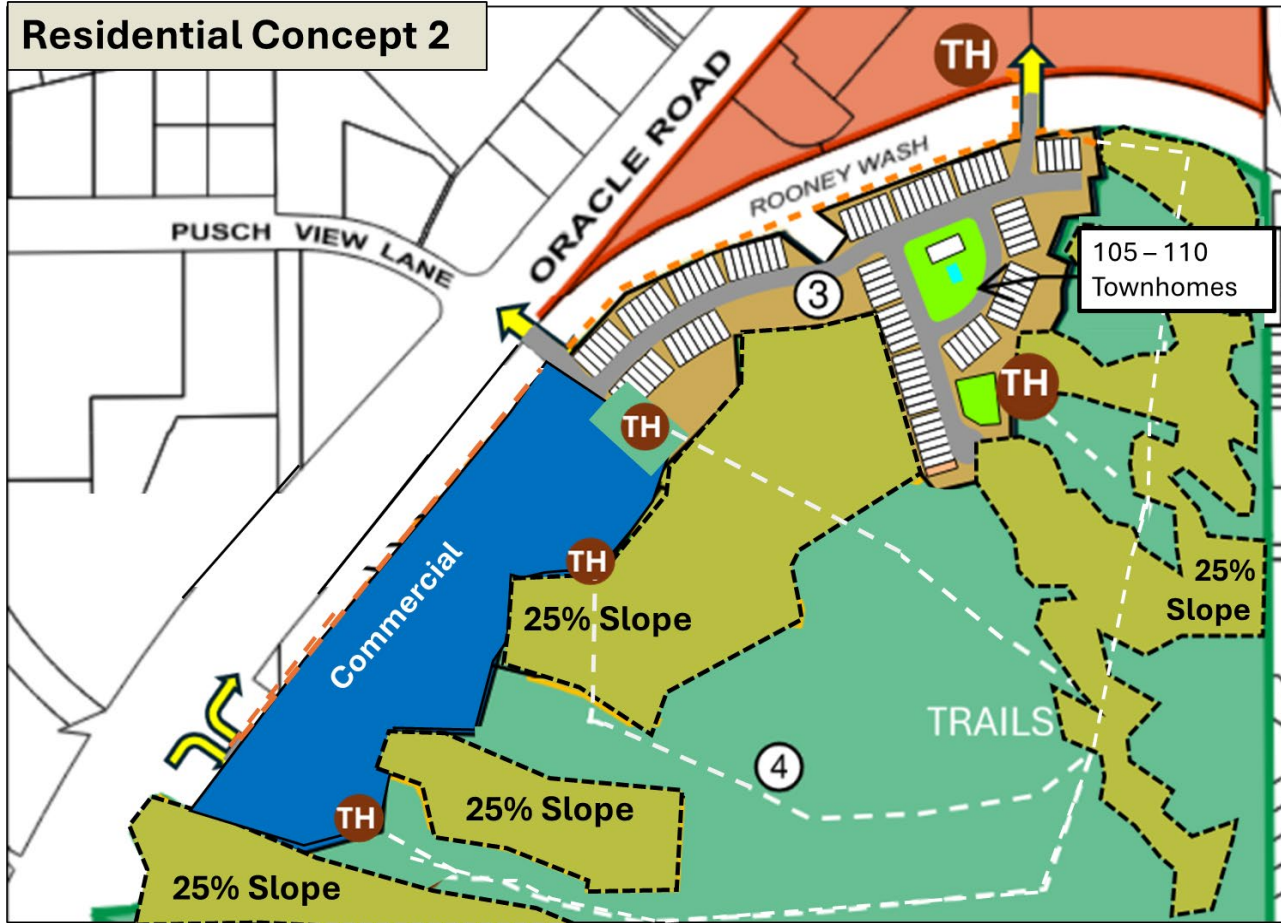 Residential Concept 2
TH
ORACLE ROAD
ROONEY WASH
PUSCH VIEW LANE
105 – 110
Townhomes
3
TH
TH
Commercial
TH
25% Slope
25%
Slope
TRAILS
4
25% Slope
TH
25% Slope